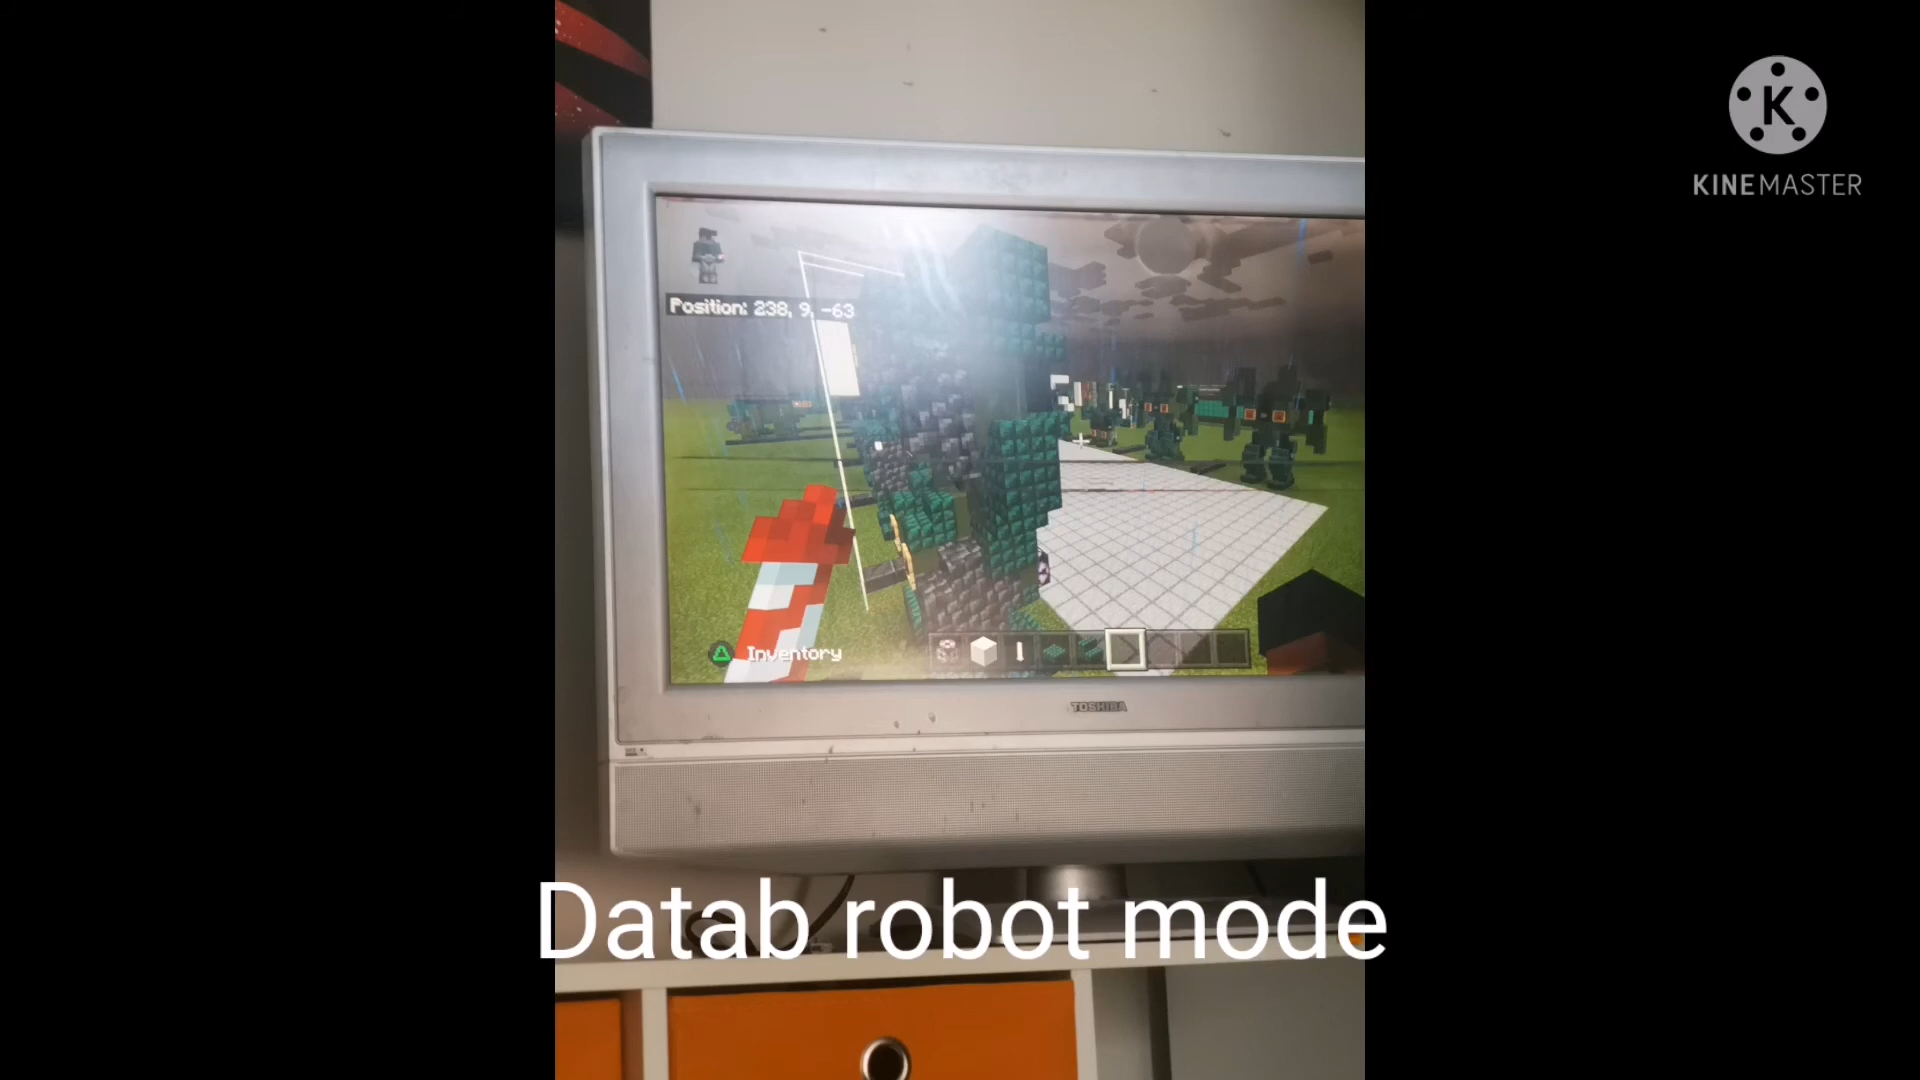 K
KINEMASTER
Position: 238, 9, -63
Inventory
TOSHIBA
Datab robot mode